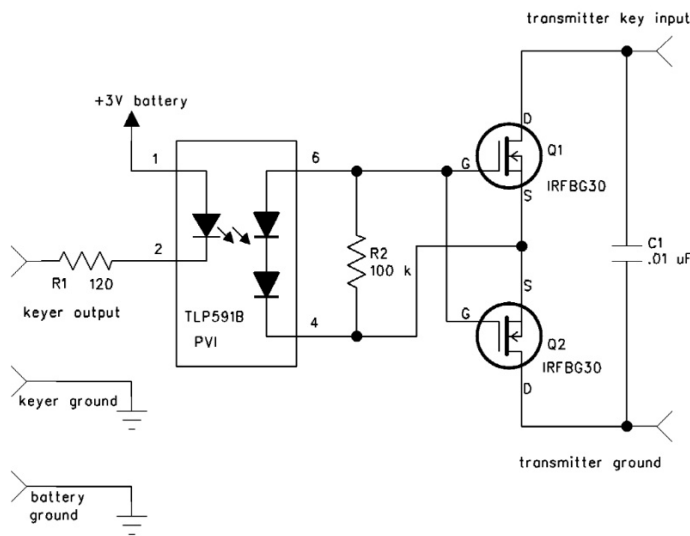 transmitter key input
+3V battery
D
1
6
G
Q1
IRFBG30
S
2
R1 120
R2
100 k
C1
.01 uF
keyer output
TLP591B
PVI
4
S
G
Q2
IRFBG30
D
keyer ground
transmitter ground
battery
ground